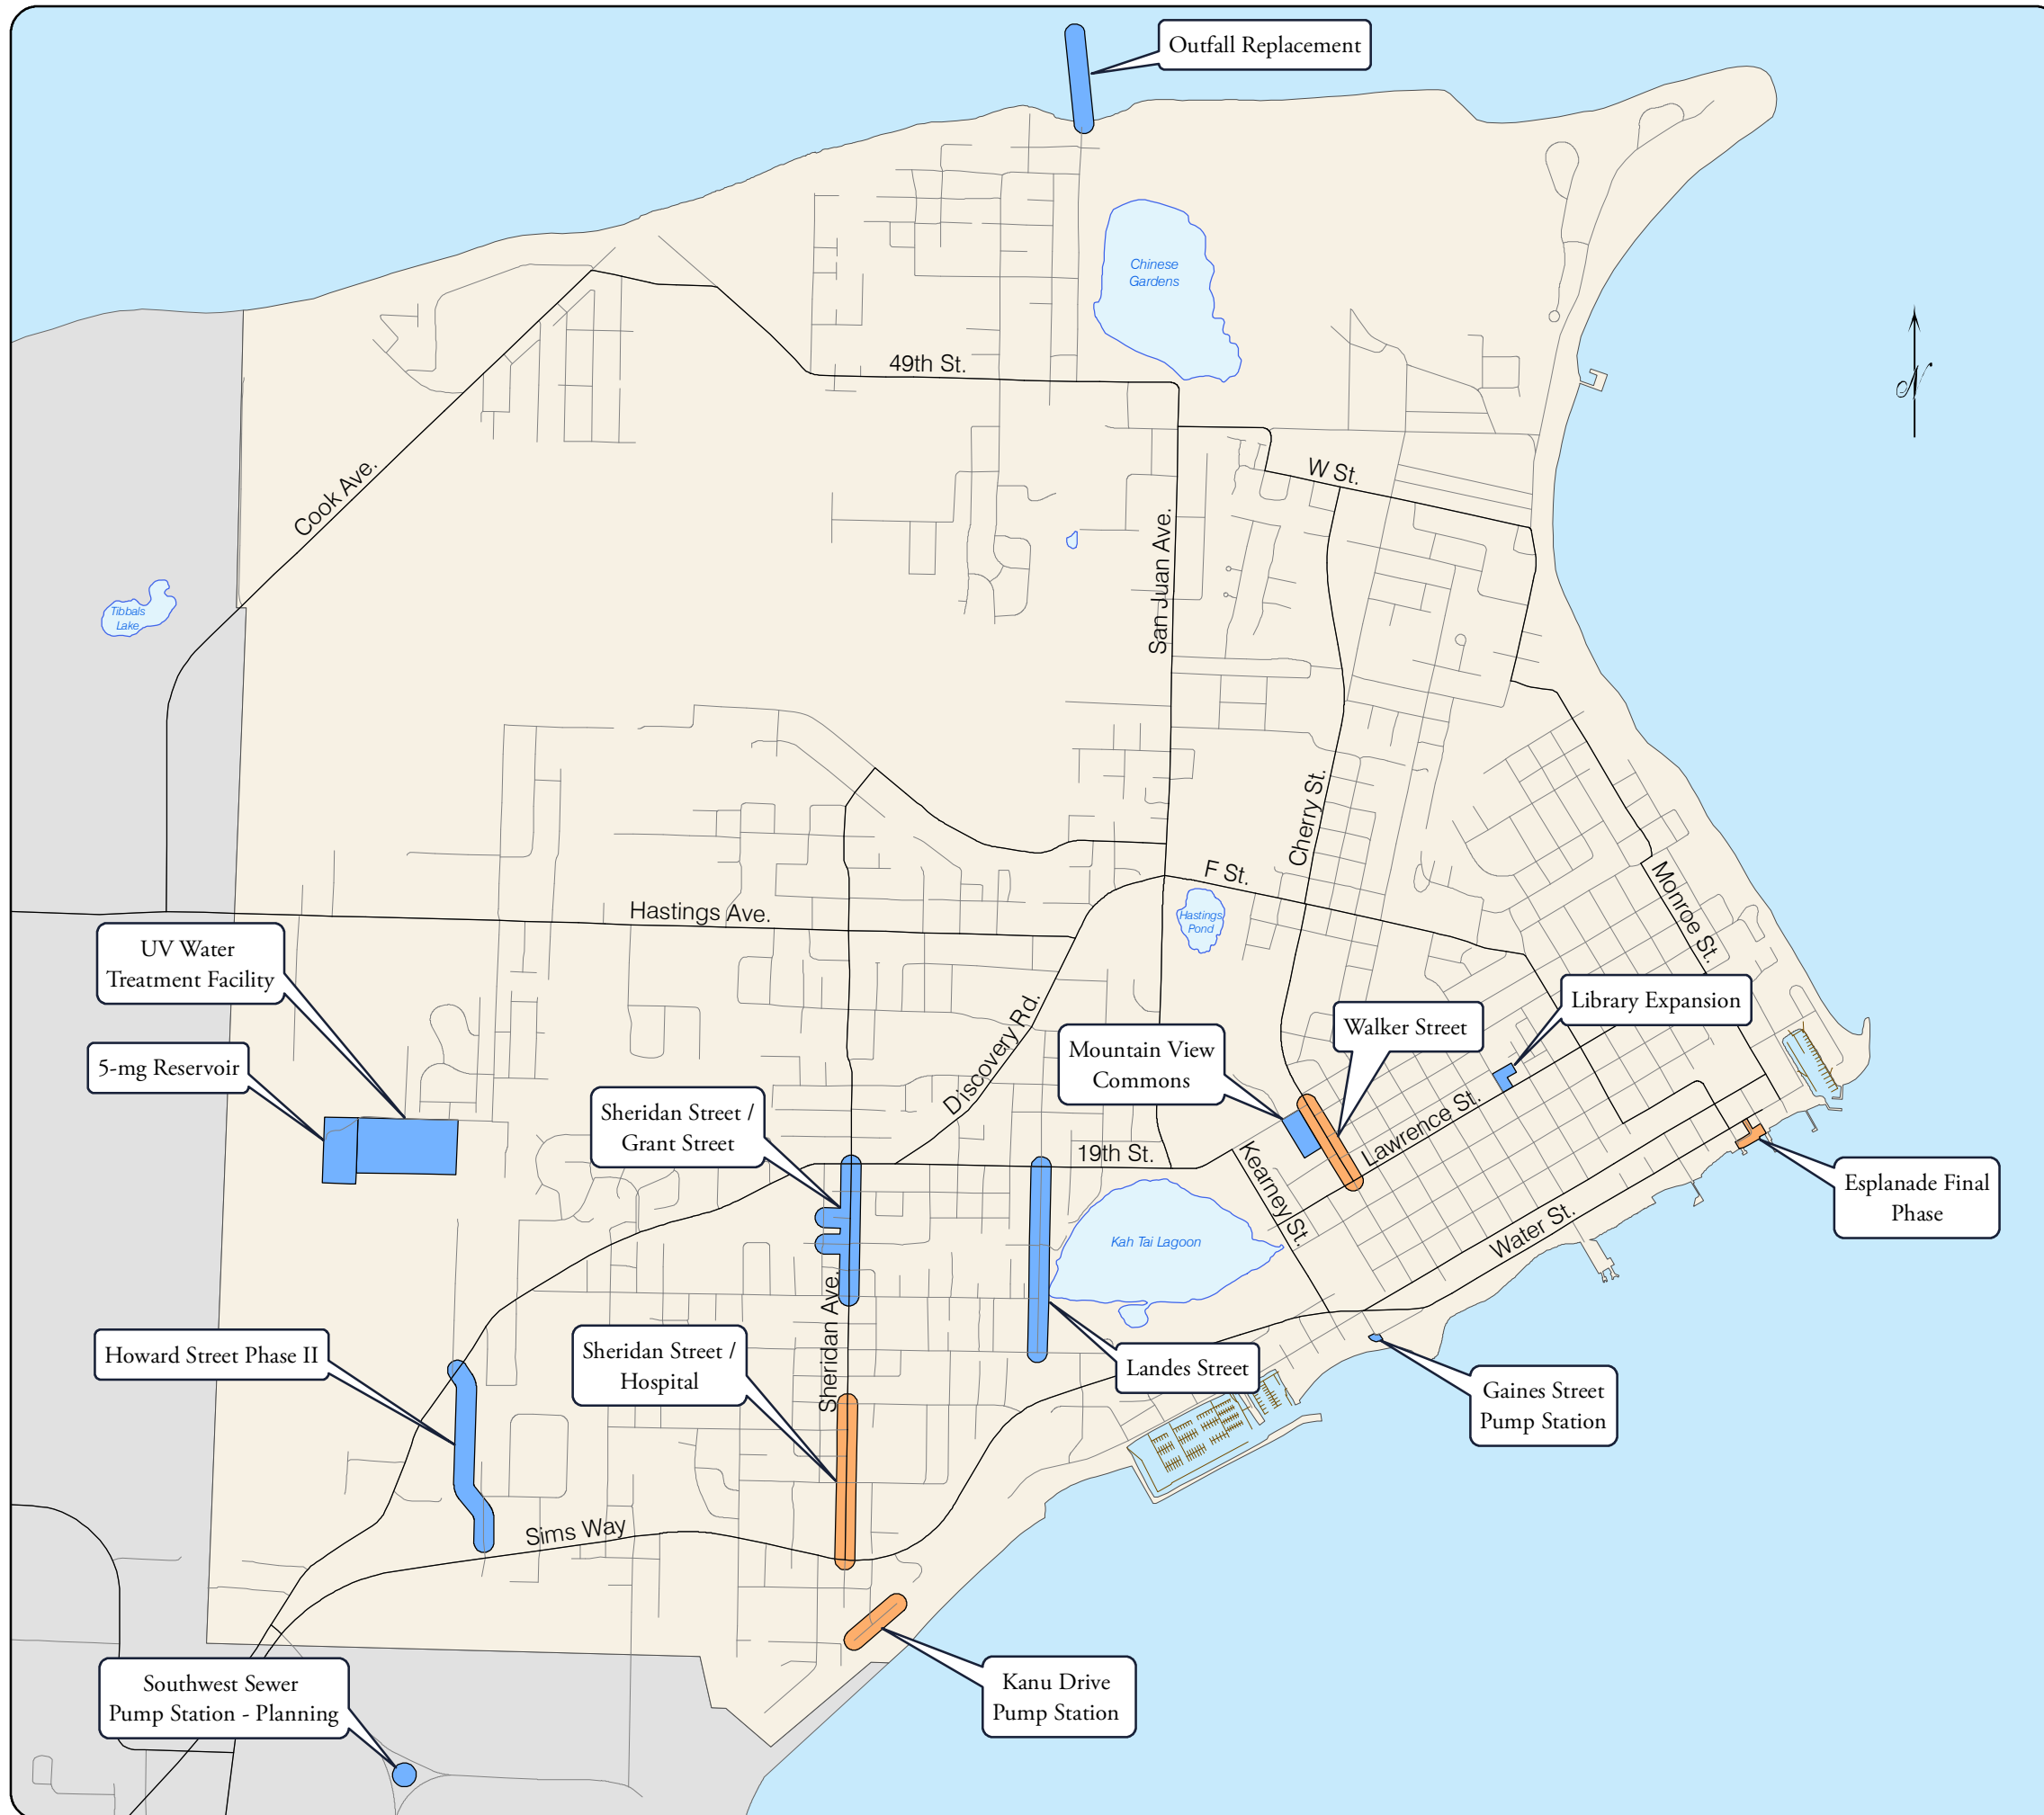 Outfall Replacement
Chinese
Gardens
49th St.
N
W St.
Cook Ave.
San Juan Ave.
Tibbals
Lake
Cherry St.
F St.
Monroe St.
Hastings Ave.
Hastings
Pond
UV Water
Treatment Facility
Library Expansion
Discovery Rd.
Walker Street
Mountain View
Commons
5-mg Reservoir
Sheridan Street /
Grant Street
Lawrence St.
19th St.
Kearney St.
Esplanade Final
Phase
Water St.
Kah Tai Lagoon
Sheridan Ave.
Howard Street Phase II
Sheridan Street /
Hospital
Landes Street
Gaines Street
Pump Station
Sims Way
Southwest Sewer
Pump Station - Planning
Kanu Drive
Pump Station